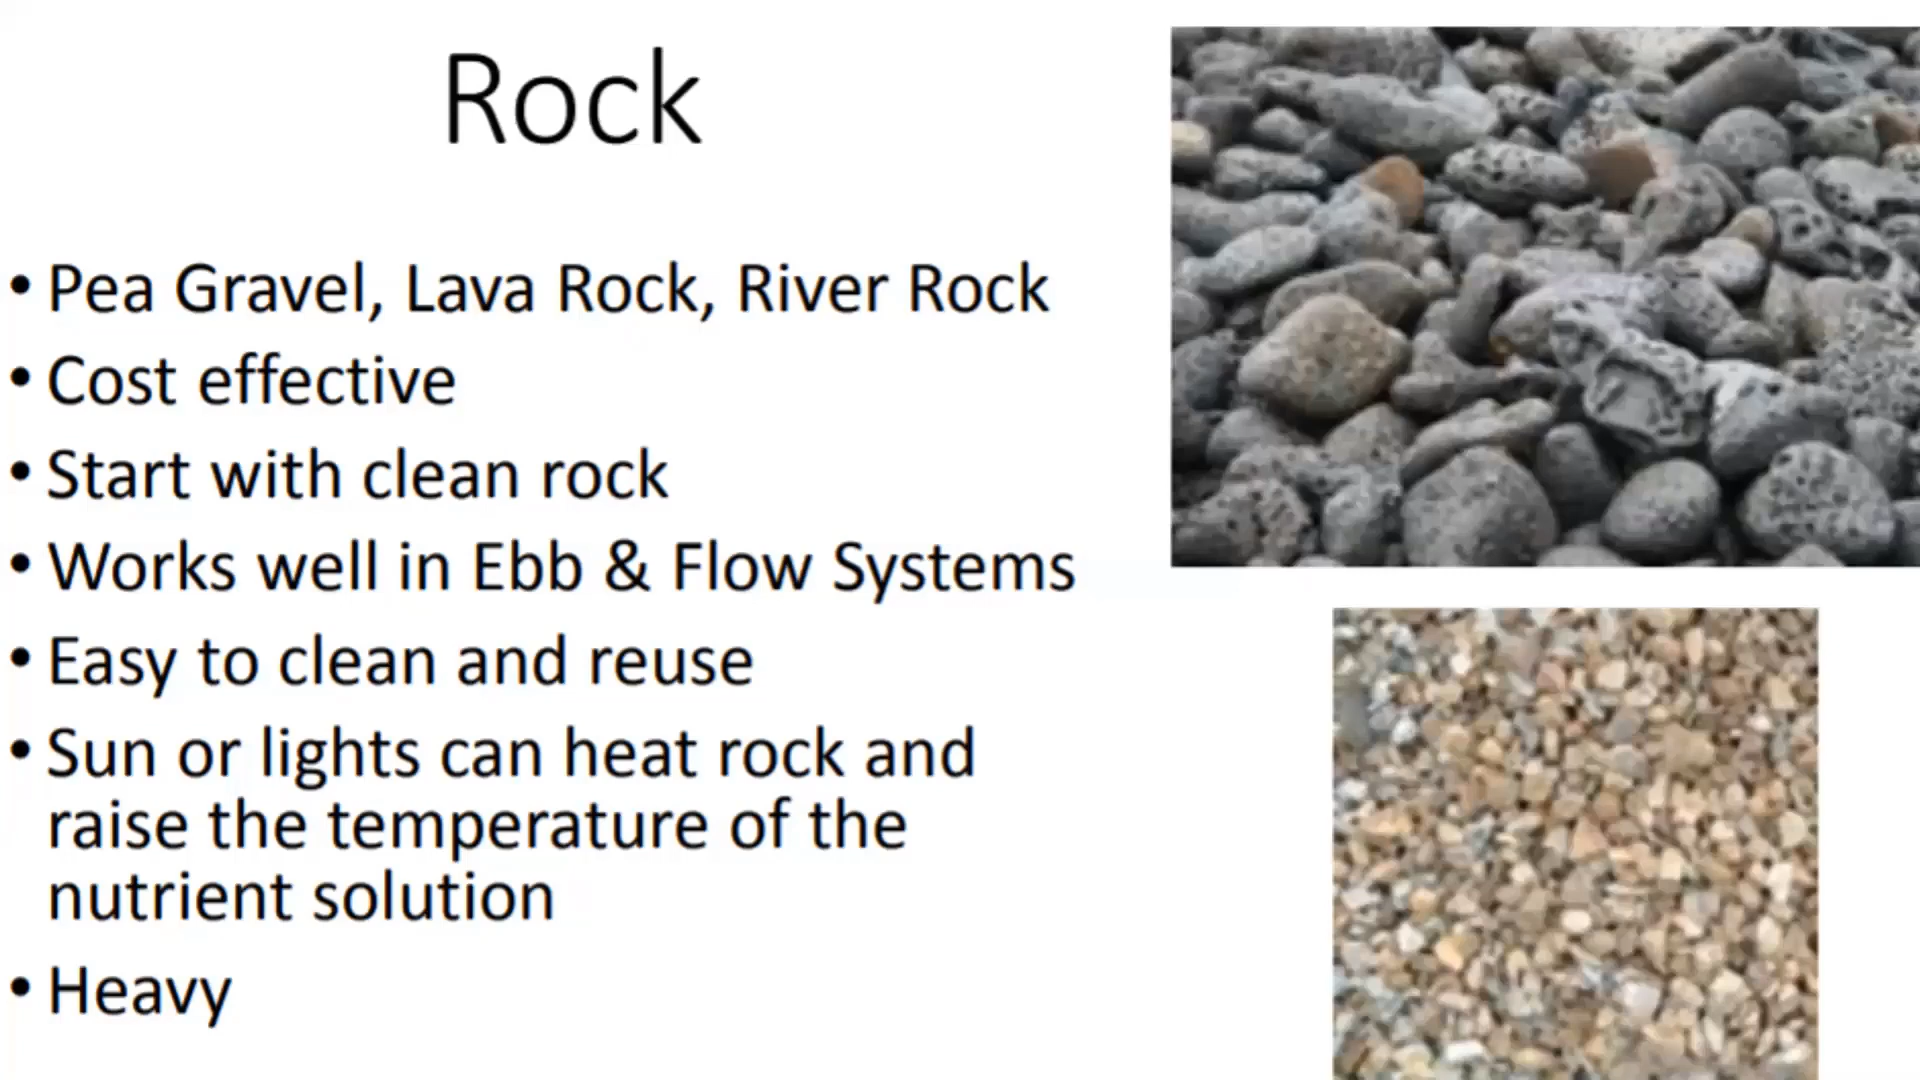 Rock
• Pea Gravel, Lava Rock, River Rock
• Cost effective
• Start with clean rock
• Works well in Ebb & Flow Systems
• Easy to clean and reuse
• Sun or lights can heat rock and
raise the temperature of the
nutrient solution
• Heavy